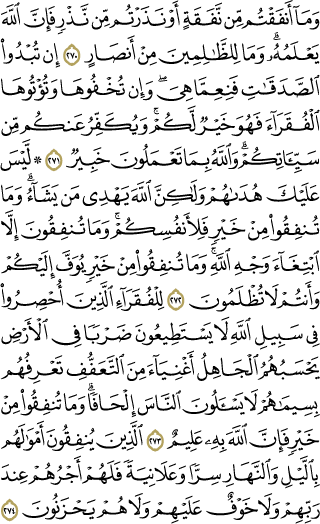 وَمَآ أَنفَقْتُم مِّن نَّفَقَةٍ أَوْ نَذَرْتُم مِّن نَّذْرٍ فَإِنَّ ٱللَّهَ
يَعْلَمُهُۥ ۗ وَمَا لِلظَّـٰلِمِينَ مِنْ أَنصَارٍ ٢٧٠ إِن تُبْدُوا۟
ٱلصَّدَقَـٰتِ فَنِعِمَّا هِىَ ۖ وَإِن تُخْفُوهَا وَتُؤْتُوهَا
ٱلْفُقَرَآءَ فَهُوَ خَيْرٌ لَّكُمْ ۚ وَيُكَفِّرُ عَنكُم مِّن
سَيِّـَٔاتِكُمْ ۗ وَٱللَّهُ بِمَا تَعْمَلُونَ خَبِيرٌ ٢٧١ ۞ لَّيْسَ
عَلَيْكَ هُدَىٰهُمْ وَلَـٰكِنَّ ٱللَّهَ يَهْدِى مَن يَشَآءُ ۗ وَمَا
تُنفِقُوا۟ مِنْ خَيْرٍ فَلِأَنفُسِكُمْ ۚ وَمَا تُنفِقُونَ إِلَّا
ٱبْتِغَآءَ وَجْهِ ٱللَّهِ ۚ وَمَا تُنفِقُوا۟ مِنْ خَيْرٍ يُوَفَّ إِلَيْكُمْ
وَأَنتُمْ لَا تُظْلَمُونَ ٢٧٢ لِلْفُقَرَآءِ ٱلَّذِينَ أُحْصِرُوا۟
فِى سَبِيلِ ٱللَّهِ لَا يَسْتَطِيعُونَ ضَرْبًا فِى ٱلْأَرْضِ
يَحْسَبُهُمُ ٱلْجَاهِلُ أَغْنِيَآءَ مِنَ ٱلتَّعَفُّفِ تَعْرِفُهُم
بِسِيمَـٰهُمْ لَا يَسْـَٔلُونَ ٱلنَّاسَ إِلْحَافًا ۗ وَمَا تُنفِقُوا۟ مِنْ
خَيْرٍ فَإِنَّ ٱللَّهَ بِهِۦ عَلِيمٌ ٢٧٣ ٱلَّذِينَ يُنفِقُونَ أَمْوَٰلَهُم
بِٱلَّيْلِ وَٱلنَّهَارِ سِرًّا وَعَلَانِيَةً فَلَهُمْ أَجْرُهُمْ عِندَ
رَبِّهِمْ وَلَا خَوْفٌ عَلَيْهِمْ وَلَا هُمْ يَحْزَنُونَ ٢٧٤